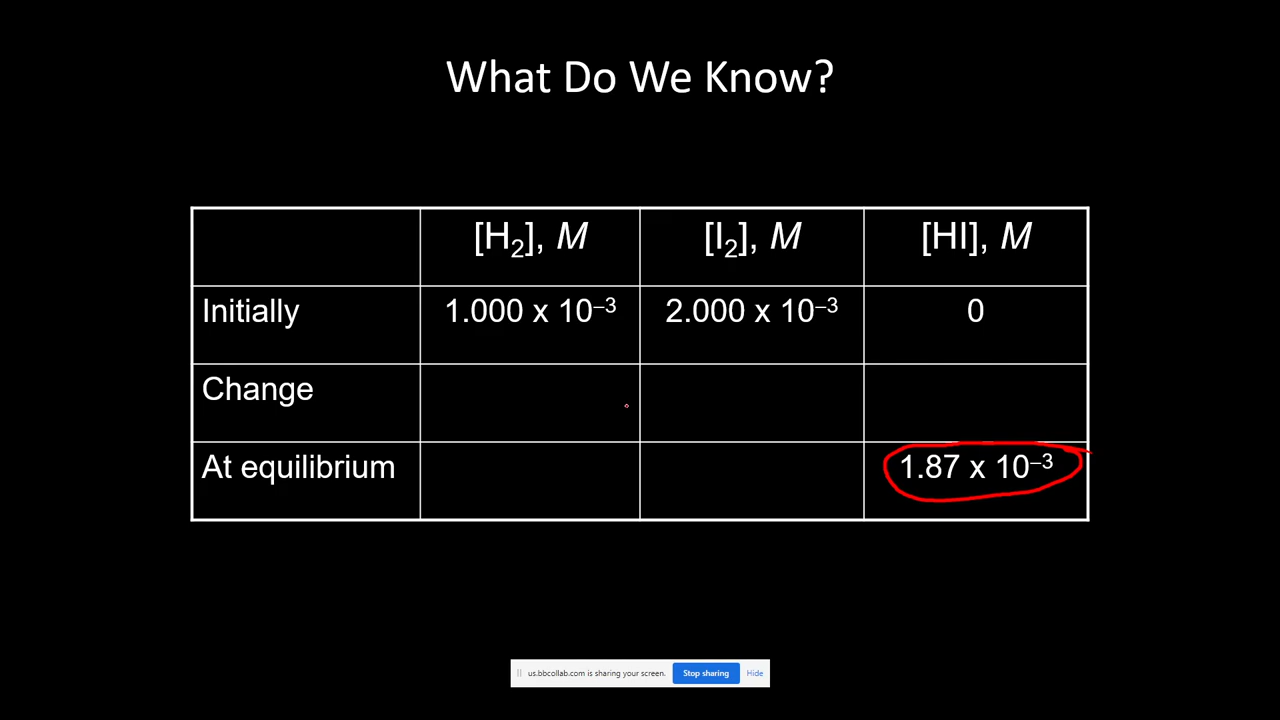 What Do We Know?
[H₂], M [I₂], M [HI], M
Initially 1.000 x 10⁻³ 2.000 x 10⁻³ 0
Change
At equilibrium 1.87 x 10⁻³
us.bbcollab.com is sharing your screen. Stop sharing Hide